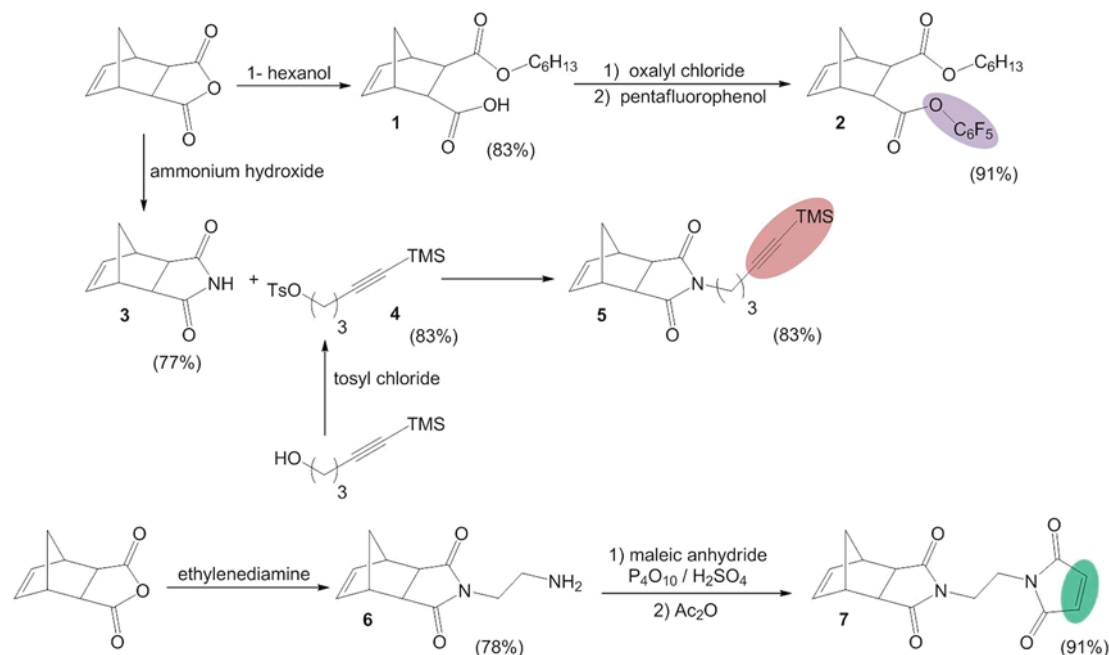 O
O
O
1- hexanol
O
O
C6H13
OH
O
1
(83%)
1) oxalyl chloride
2) pentafluorophenol
O
O
C6H13
O
C6F5
O
2
(91%)
ammonium hydroxide
O
NH
O
3
(77%)
+
TsO
3
TMS
4
(83%)
O
N
O
3
TMS
5
(83%)
tosyl chloride
HO
3
TMS
O
O
O
ethylenediamine
O
N
O
NH2
6
(78%)
1) maleic anhydride
P4O10 / H2SO4
2) Ac2O
O
N
O
O
N
O
7
(91%)